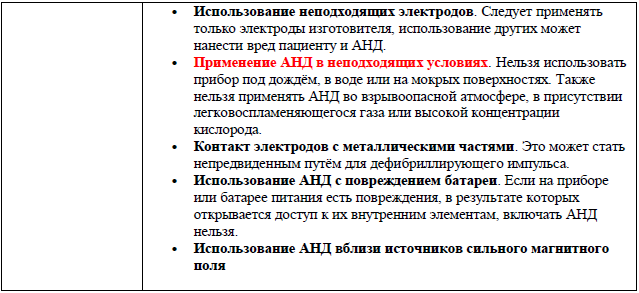 • Использование неподходящих электродов. Следует применять
только электроды изготовителя, использование других может
нанести вред пациенту и АНД.
• Применение АНД в неподходящих условиях. Нельзя использовать
прибор под дождём, в воде или на мокрых поверхностях. Также
нельзя применять АНД во взрывоопасной атмосфере, в присутствии
легковоспламеняющегося газа или высокой концентрации
кислорода.
• Контакт электродов с металлическими частями. Это может стать
непредвиденным путём для дефибриллирующего импульса.
• Использование АНД с повреждением батареи. Если на приборе
или батарее питания есть повреждения, в результате которых
открывается доступ к их внутренним элементам, включать АНД
нельзя.
• Использование АНД вблизи источников сильного магнитного
поля